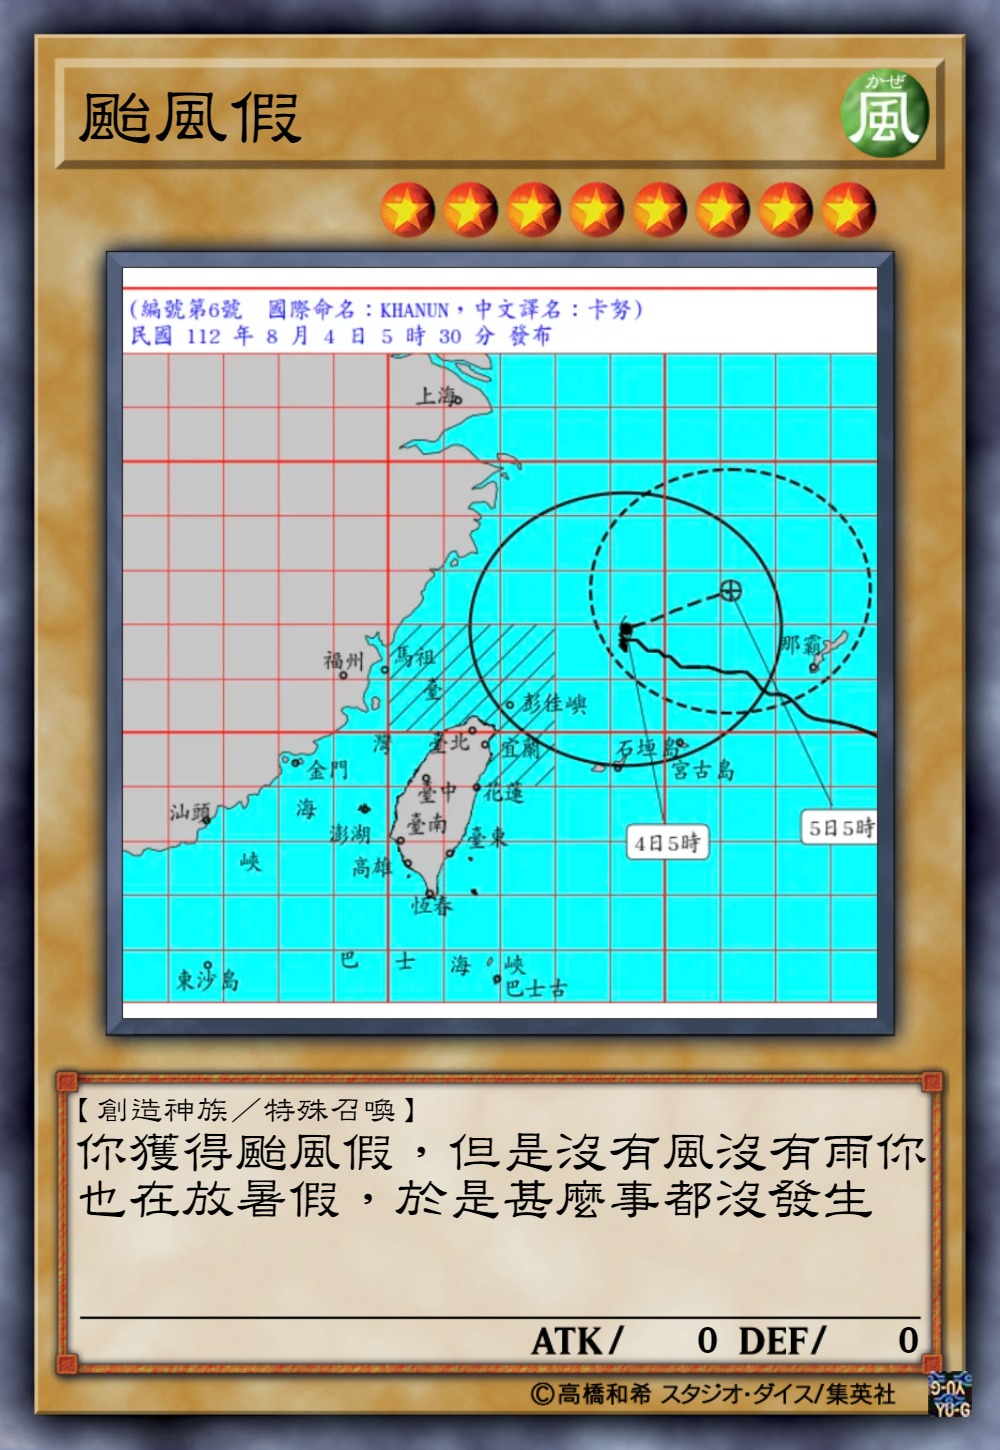 颱風假
かぜ
風
(編號第6號 國際命名：KHANUN，中文譯名：卡努)
民國 112 年 8 月 4 日 5 時 30 分 發布
上海
那霸
福州
馬祖
臺
彭佳嶼
灣
臺北
宜蘭
石垣島
宮古島
金門
臺中
花蓮
海
汕頭
臺南
澎湖
臺東
4日5時
5日5時
峽
高雄
恆春
巴 士 海 峽
東沙島
巴士古
【創造神族／特殊召喚】
你獲得颱風假，但是沒有風沒有雨你
也在放暑假，於是甚麼事都沒發生
ATK/ 0 DEF/ 0
©高橋和希 スタジオ・ダイス/集英社
YU-G
YU-G